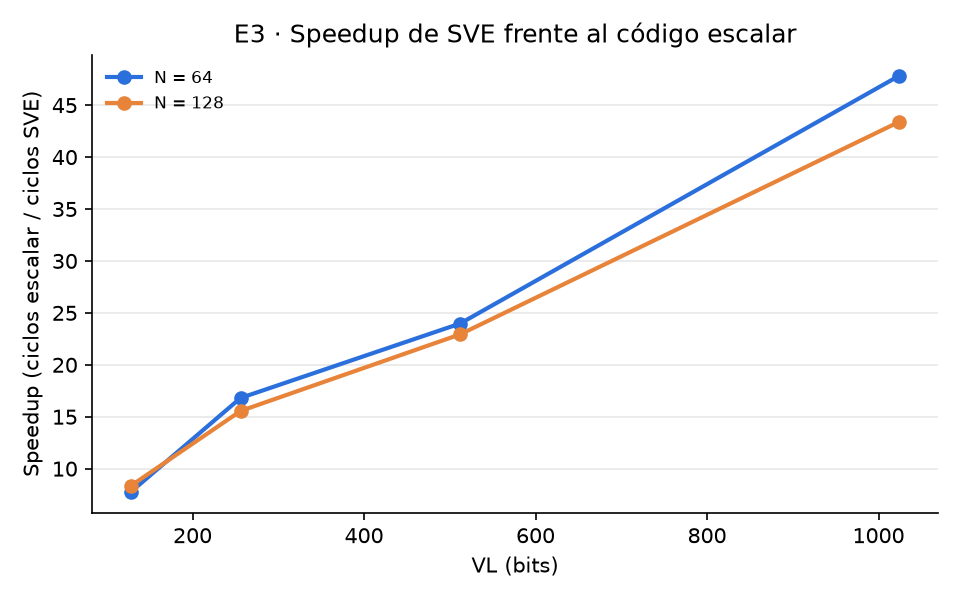 E3 · Speedup de SVE frente al código escalar
N = 64
N = 128
Speedup (ciclos escalar / ciclos SVE)
45
40
35
30
25
20
15
10
200
400
600
800
1000
VL (bits)